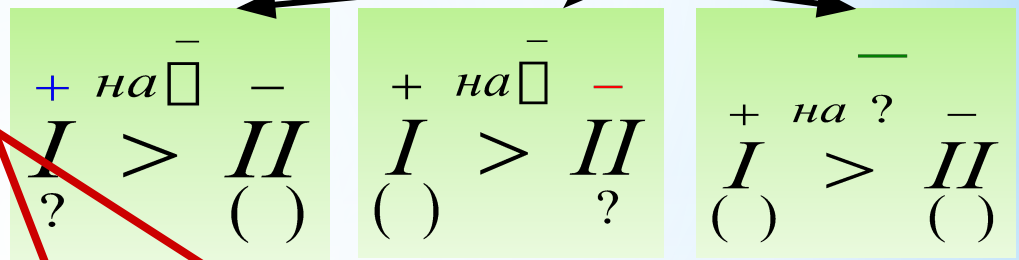 −
+ на □ −
I > II
? ( )
−
+ на □ −
I > II
( ) ?
—
+ на ? −
I > II
( ) ( )